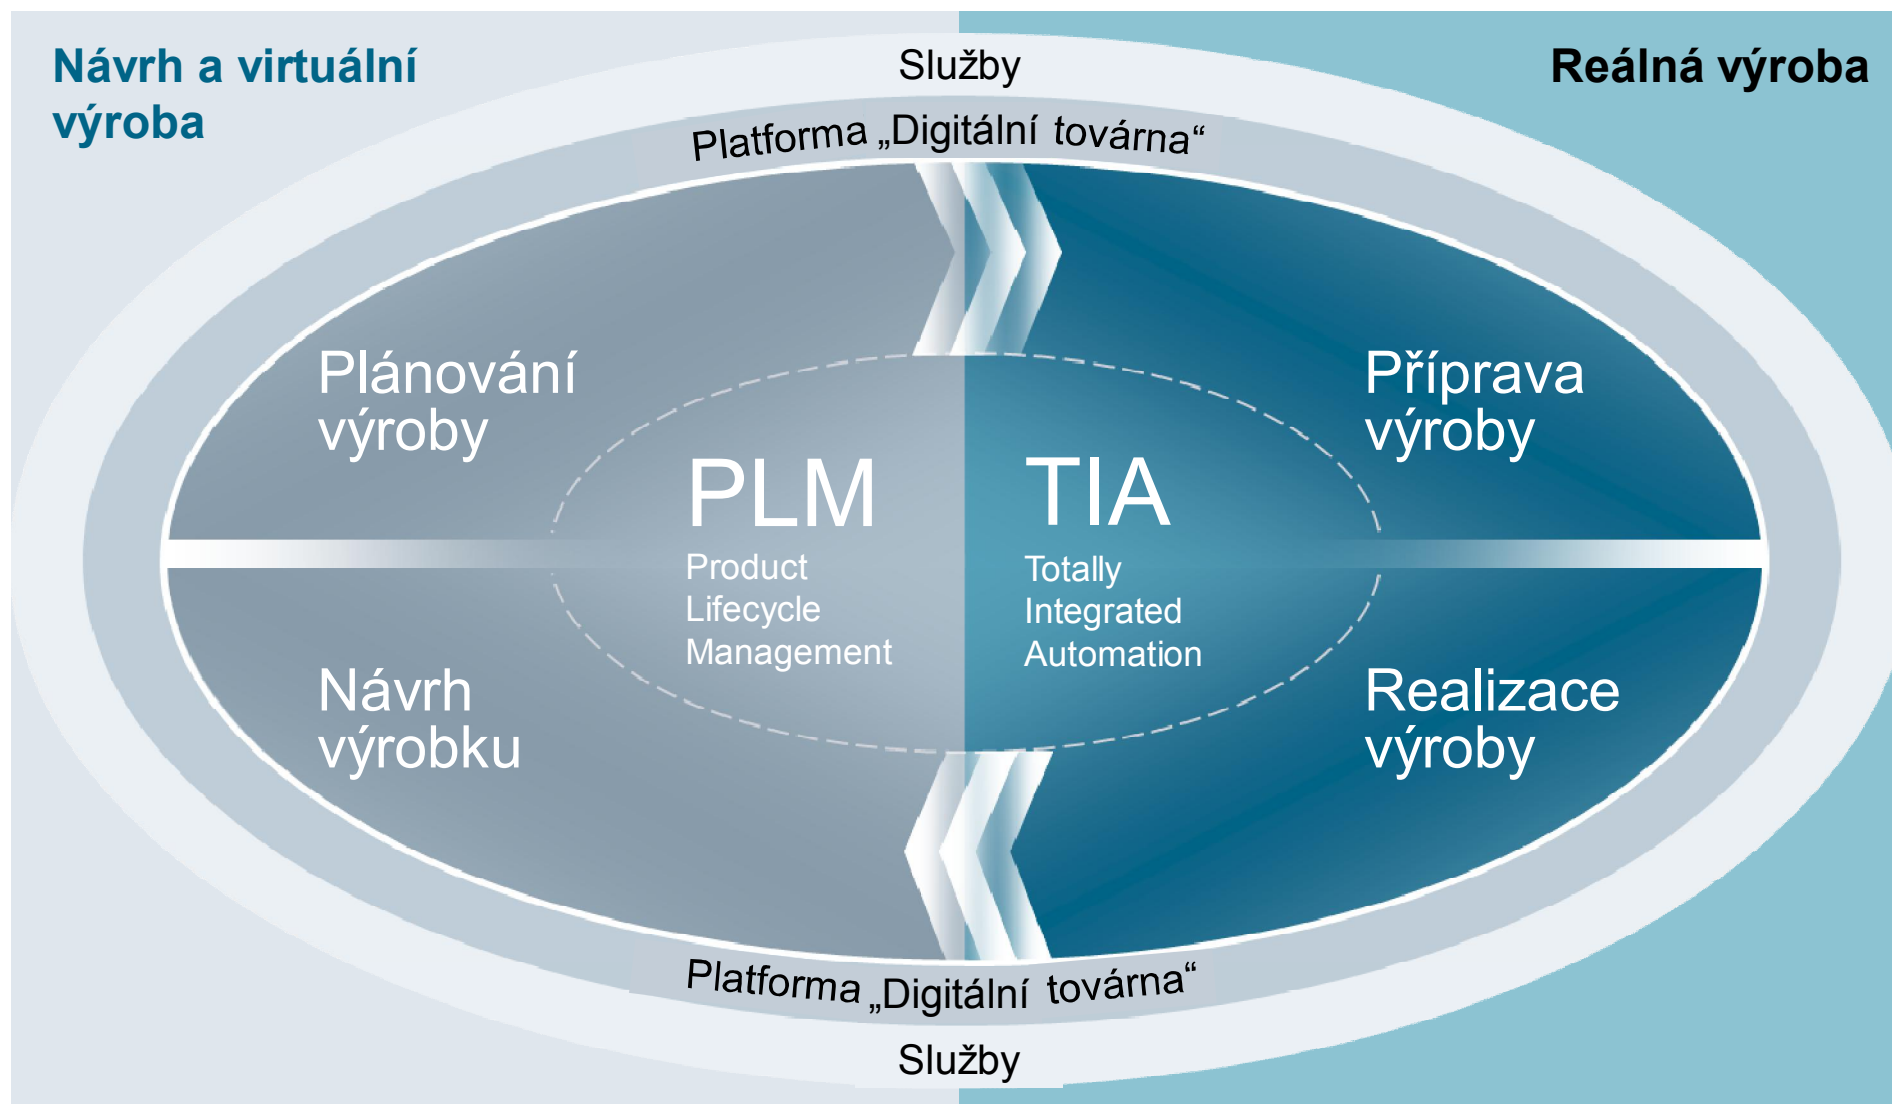 Návrh a virtuální
výroba
Služby
Reálná výroba
Platforma „Digitální továrna“
Plánování
výroby
Příprava
výroby
PLM
Product
Lifecycle
Management
TIA
Totally
Integrated
Automation
Návrh
výrobku
Realizace
výroby
Platforma „Digitální továrna“
Služby